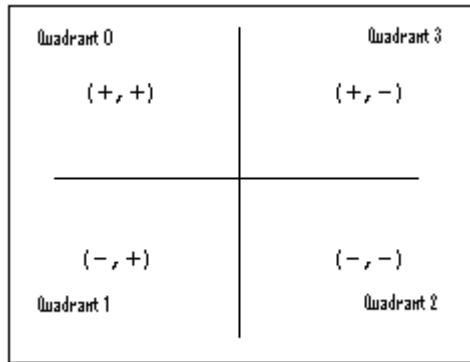 Quadrant 0
Quadrant 3
(+,+)
(+,-)
(-,+)
(-,-)
Quadrant 1
Quadrant 2